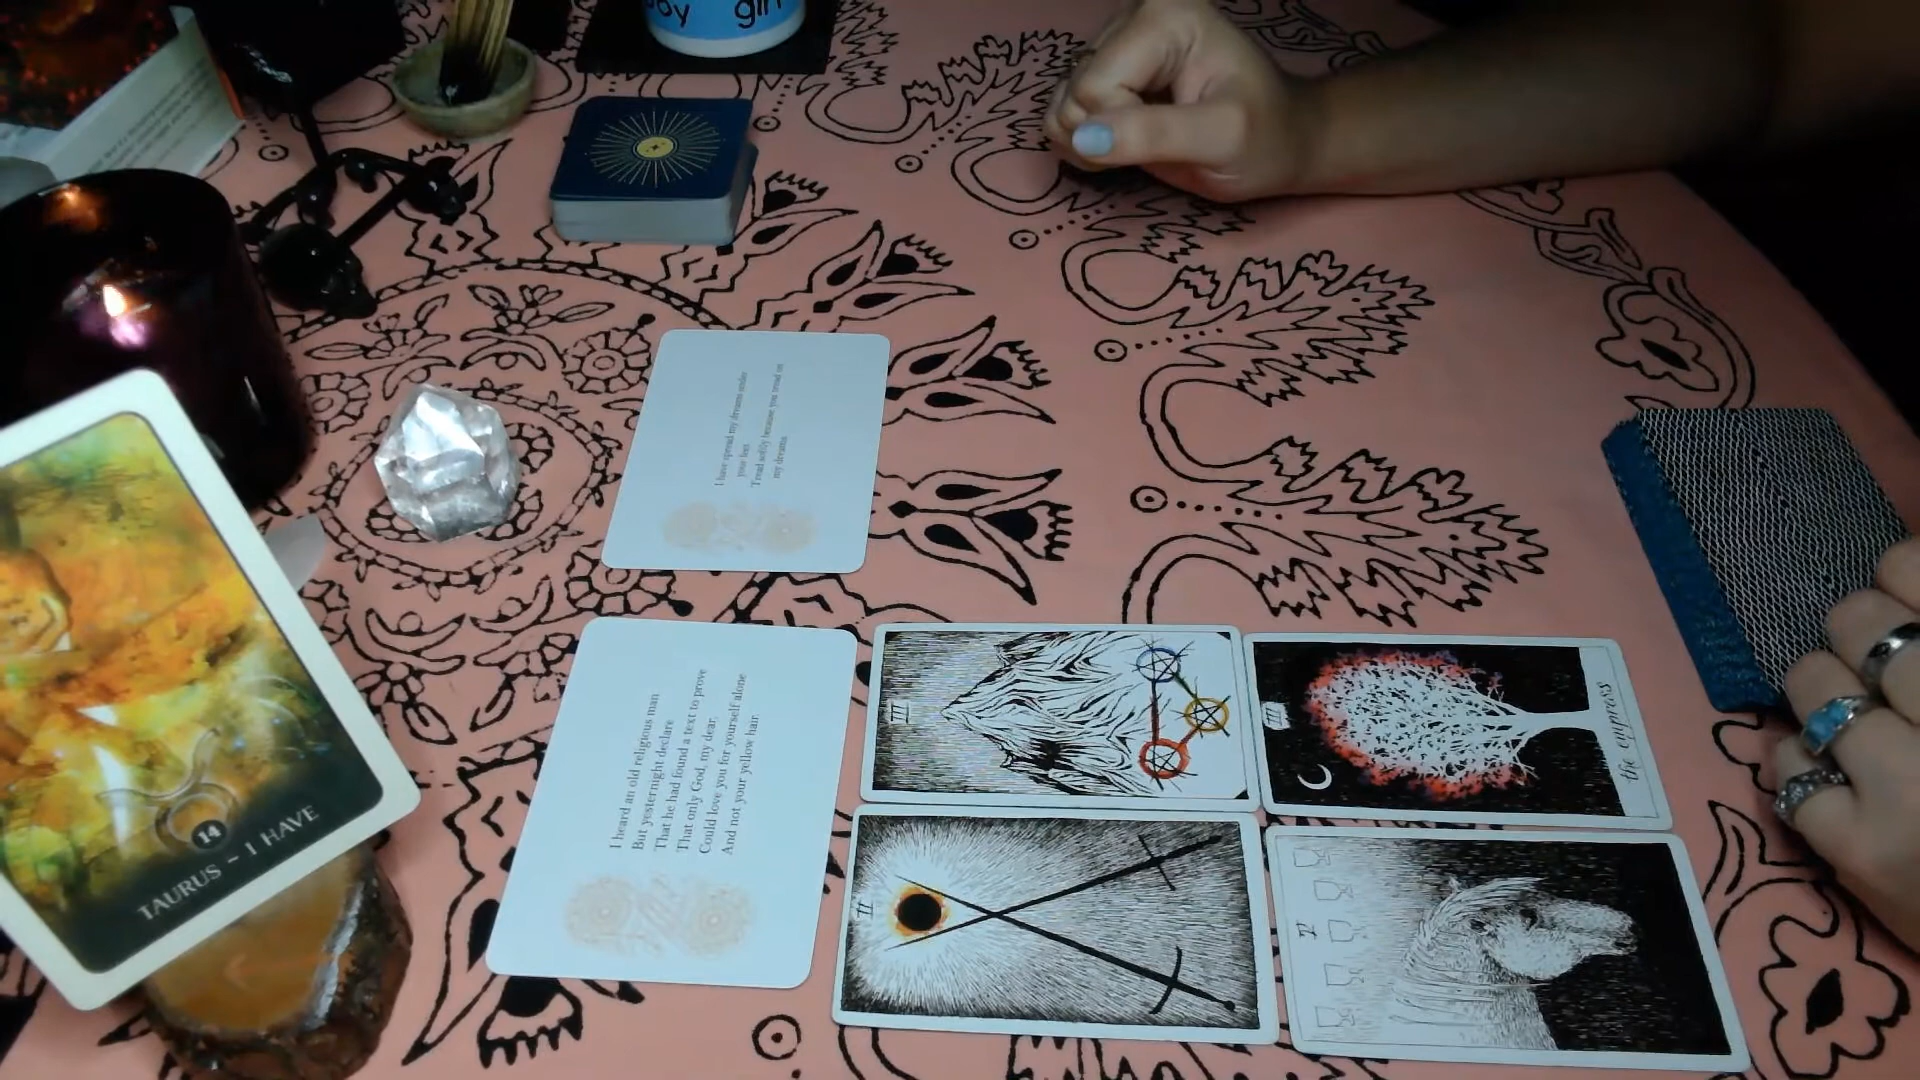 boy girl
I have spread my dreams under
your feet
Tread softly because you tread on
my dreams
I heard an old religious man
But yesternight declare
That he had found a text to prove
That only God, my dear,
Could love you for yourself alone
And not your yellow hair.
14
TAURUS ~ I HAVE
III
III
the empress
II